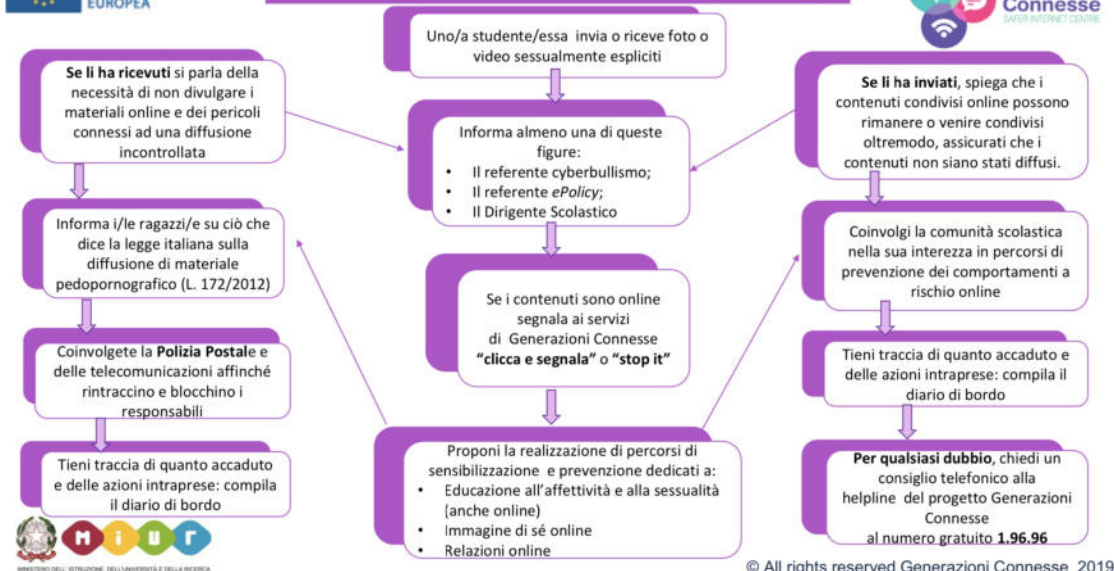 EUROPEA
Connesse
SAFER INTERNET CENTRE
Uno/a studente/essa invia o riceve foto o
video sessualmente espliciti
Se li ha ricevuti si parla della
necessità di non divulgare i
materiali online e dei pericoli
connessi ad una diffusione
incontrollata
Informa i/le ragazzi/e su ciò che
dice la legge italiana sulla
diffusione di materiale
pedopornografico (L. 172/2012)
Coinvolgete la Polizia Postale e
delle telecomunicazioni affinché
rintraccino e blocchino i
responsabili
Tieni traccia di quanto accaduto
e delle azioni intraprese: compila
il diario di bordo
Informa almeno una di queste
figure:
• Il referente cyberbullismo;
• Il referente ePolicy;
• Il Dirigente Scolastico
Se i contenuti sono online
segnala ai servizi
di Generazioni Connesse
“clicca e segnala” o “stop it”
Proponi la realizzazione di percorsi di
sensibilizzazione e prevenzione dedicati a:
• Educazione all’affettività e alla sessualità
(anche online)
• Immagine di sé online
• Relazioni online
Se li ha inviati, spiega che i
contenuti condivisi online possono
rimanere o venire condivisi
oltremodo, assicurati che i
contenuti non siano stati diffusi.
Coinvolgi la comunità scolastica
nella sua interezza in percorsi di
prevenzione dei comportamenti a
rischio online
Tieni traccia di quanto accaduto e
delle azioni intraprese: compila il
diario di bordo
Per qualsiasi dubbio, chiedi un
consiglio telefonico alla
helpline del progetto Generazioni
Connesse
al numero gratuito 1.96.96
MiUr
MINISTERO DELL' ISTRUZIONE, DELL'UNIVERSITÀ E DELLA RICERCA
© All rights reserved Generazioni Connesse 2019